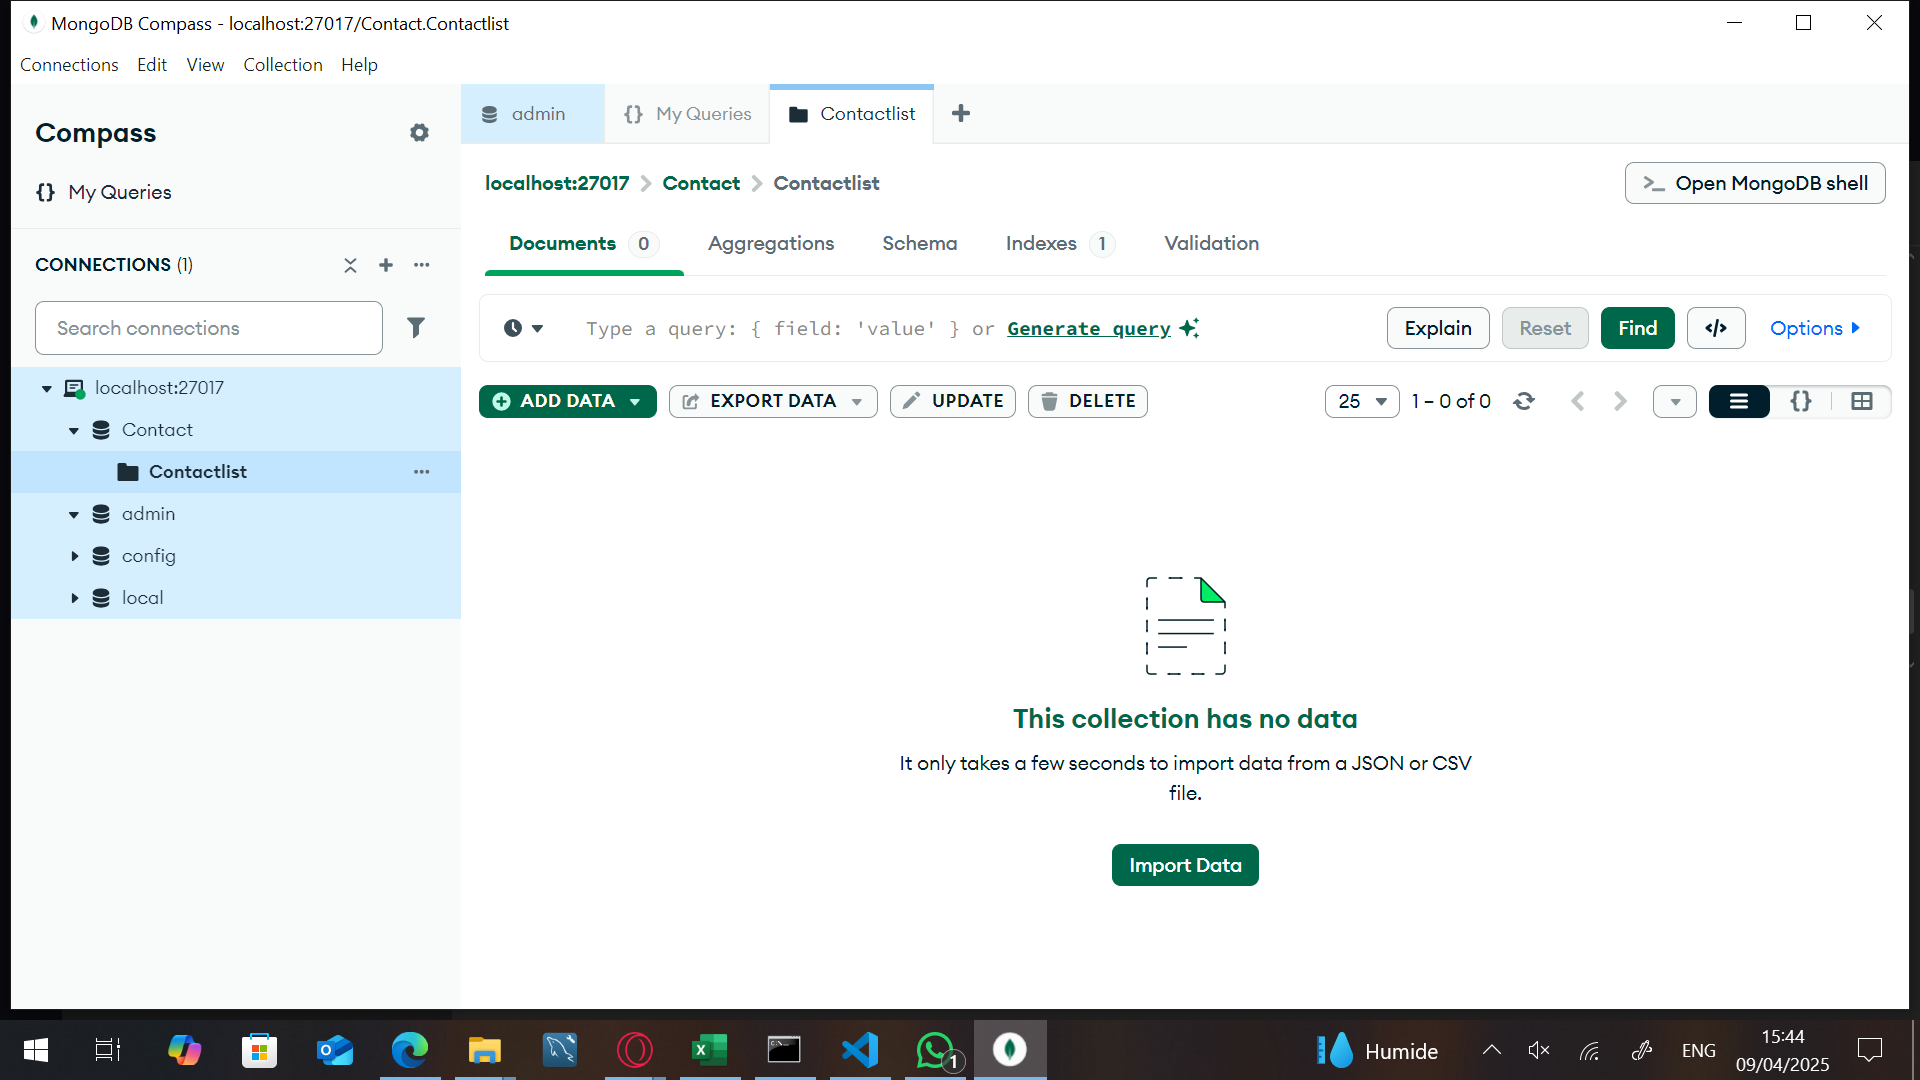 MongoDB Compass - localhost:27017/Contact.Contactlist
Connections Edit View Collection Help
Compass
{} My Queries
CONNECTIONS (1)
Search connections
localhost:27017
Contact
Contactlist
admin
config
local
admin
{} My Queries
Contactlist
localhost:27017 > Contact > Contactlist
>_ Open MongoDB shell
Documents 0 Aggregations Schema Indexes 1 Validation
Type a query: { field: 'value' } or Generate query
Explain Reset Find </> Options
ADD DATA EXPORT DATA UPDATE DELETE
25 1 – 0 of 0 {}
This collection has no data
It only takes a few seconds to import data from a JSON or CSV
file.
Import Data
1
Humide
ENG
15:44
09/04/2025